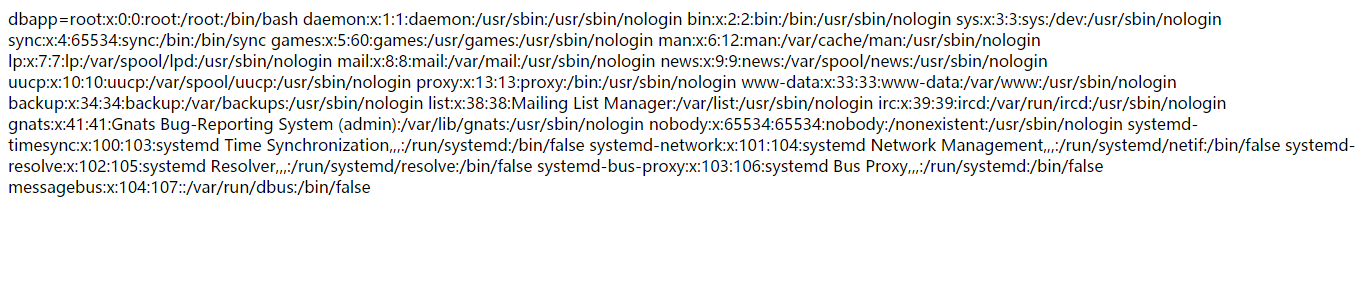 dbapp=root:x:0:0:root:/root:/bin/bash daemon:x:1:1:daemon:/usr/sbin:/usr/sbin/nologin bin:x:2:2:bin:/bin:/usr/sbin/nologin sys:x:3:3:sys:/dev:/usr/sbin/nologin
sync:x:4:65534:sync:/bin:/bin/sync games:x:5:60:games:/usr/games:/usr/sbin/nologin man:x:6:12:man:/var/cache/man:/usr/sbin/nologin
lp:x:7:7:lp:/var/spool/lpd:/usr/sbin/nologin mail:x:8:8:mail:/var/mail:/usr/sbin/nologin news:x:9:9:news:/var/spool/news:/usr/sbin/nologin
uucp:x:10:10:uucp:/var/spool/uucp:/usr/sbin/nologin proxy:x:13:13:proxy:/bin:/usr/sbin/nologin www-data:x:33:33:www-data:/var/www:/usr/sbin/nologin
backup:x:34:34:backup:/var/backups:/usr/sbin/nologin list:x:38:38:Mailing List Manager:/var/list:/usr/sbin/nologin irc:x:39:39:ircd:/var/run/ircd:/usr/sbin/nologin
gnats:x:41:41:Gnats Bug-Reporting System (admin):/var/lib/gnats:/usr/sbin/nologin nobody:x:65534:65534:nobody:/nonexistent:/usr/sbin/nologin systemd-
timesync:x:100:103:systemd Time Synchronization,,,:/run/systemd:/bin/false systemd-network:x:101:104:systemd Network Management,,,:/run/systemd/netif:/bin/false systemd-
resolve:x:102:105:systemd Resolver,,,:/run/systemd/resolve:/bin/false systemd-bus-proxy:x:103:106:systemd Bus Proxy,,,:/run/systemd:/bin/false
messagebus:x:104:107::/var/run/dbus:/bin/false